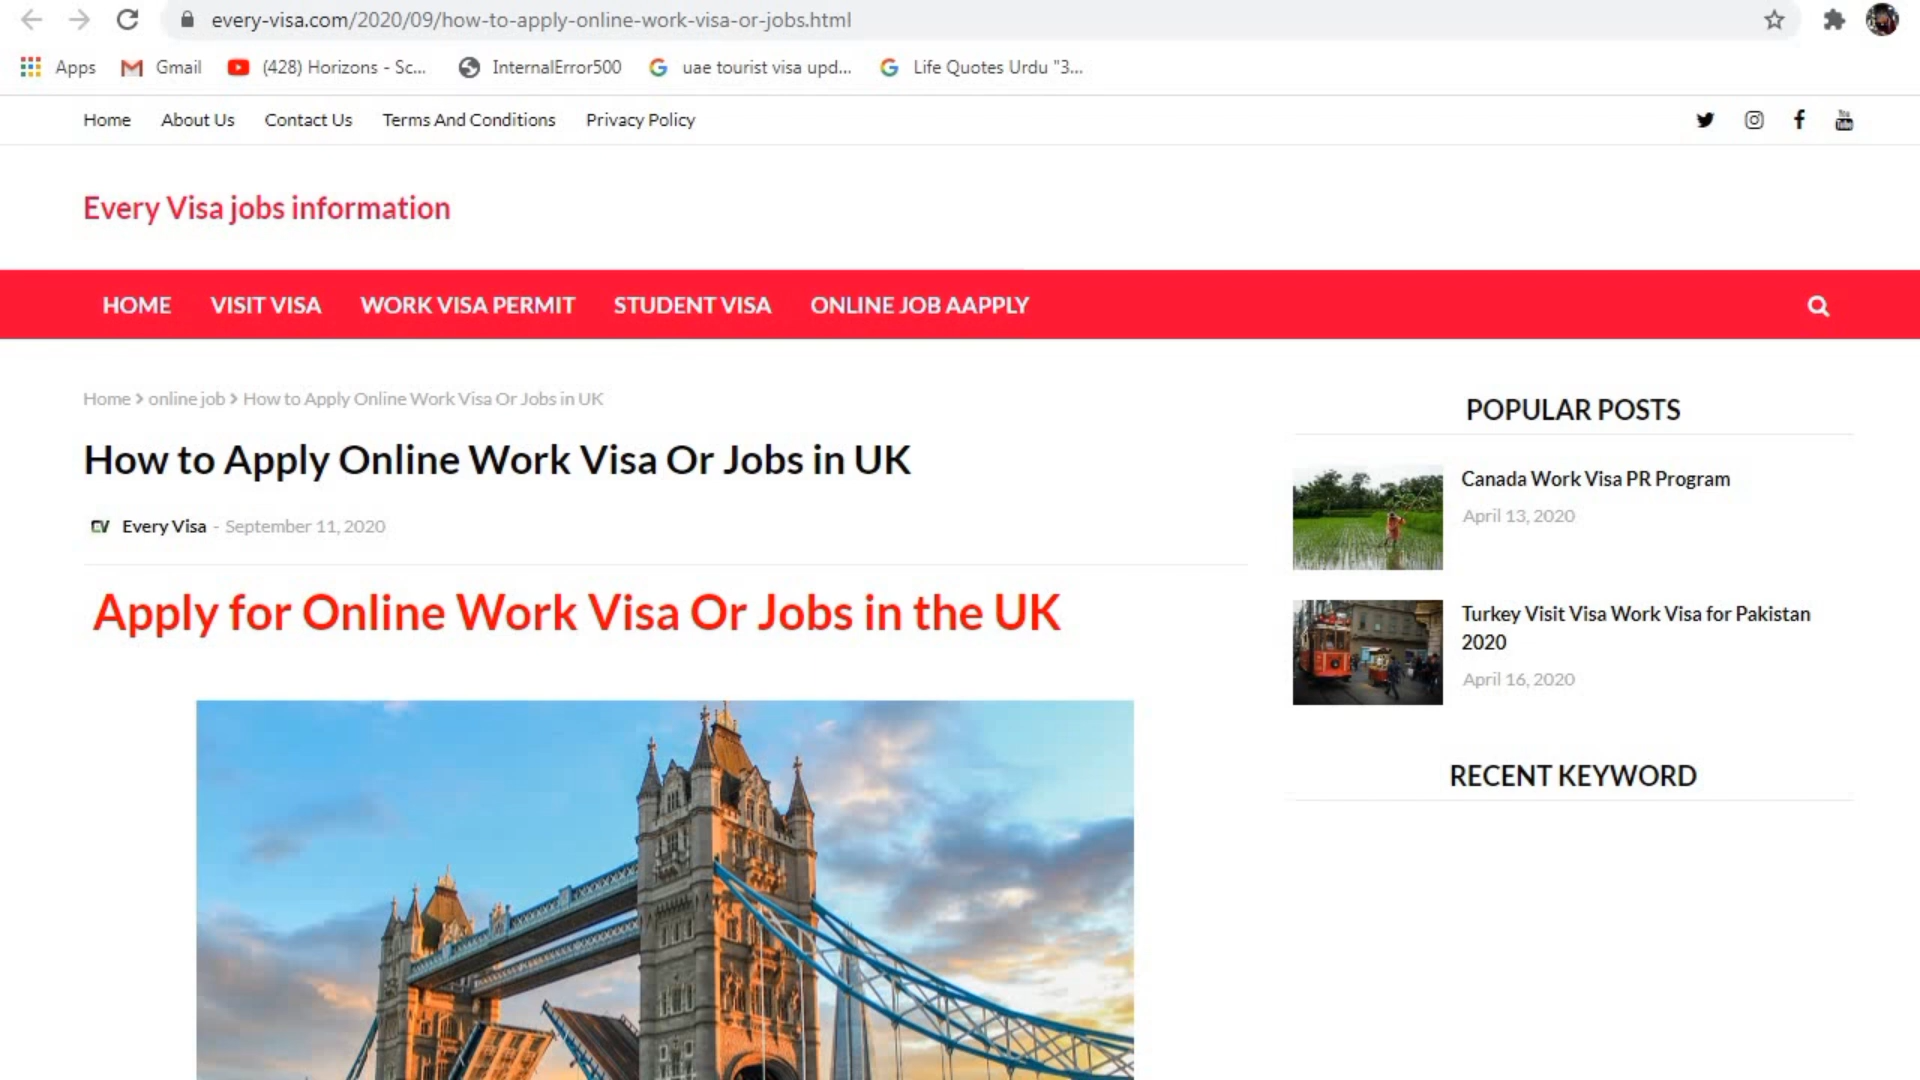 every-visa.com/2020/09/how-to-apply-online-work-visa-or-jobs.html
Apps Gmail (428) Horizons - Sc... InternalError500 uae tourist visa upd... Life Quotes Urdu "3...
Home About Us Contact Us Terms And Conditions Privacy Policy
You
Tube
Every Visa jobs information
HOME VISIT VISA WORK VISA PERMIT STUDENT VISA ONLINE JOB AAPPLY
Home > online job > How to Apply Online Work Visa Or Jobs in UK
How to Apply Online Work Visa Or Jobs in UK
EV Every Visa - September 11, 2020
Apply for Online Work Visa Or Jobs in the UK
POPULAR POSTS
Canada Work Visa PR Program
April 13, 2020
Turkey Visit Visa Work Visa for Pakistan
2020
April 16, 2020
RECENT KEYWORD